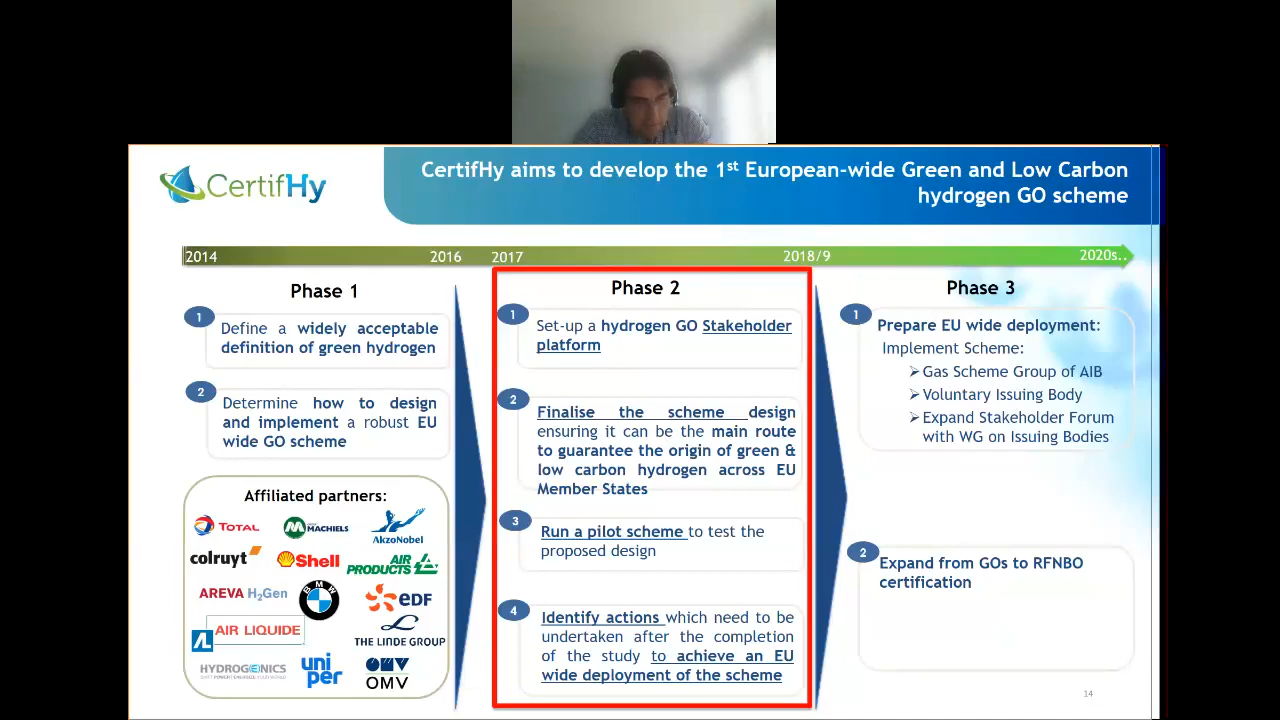 CertifHy
CertifHy aims to develop the 1st European-wide Green and Low Carbon
hydrogen GO scheme
2014
2016
2017
2018/9
2020s..
Phase 1
1
Define a widely acceptable
definition of green hydrogen
2
Determine how to design
and implement a robust EU
wide GO scheme
Affiliated partners:
TOTAL
MACHIELS
AkzoNobel
colruyt
Shell
AIR
PRODUCTS
AREVA H2Gen
BMW
eDF
AL
AIR LIQUIDE
THE LINDE GROUP
HYDROGENICS
uni
per
OMV
OMV
Phase 2
1
Set-up a hydrogen GO Stakeholder
platform
2
Finalise the scheme design
ensuring it can be the main route
to guarantee the origin of green &
low carbon hydrogen across EU
Member States
3
Run a pilot scheme to test the
proposed design
4
Identify actions which need to be
undertaken after the completion
of the study to achieve an EU
wide deployment of the scheme
Phase 3
1
Prepare EU wide deployment:
Implement Scheme:
➢Gas Scheme Group of AIB
➢Voluntary Issuing Body
➢Expand Stakeholder Forum
with WG on Issuing Bodies
2
Expand from GOs to RFNBO
certification
14